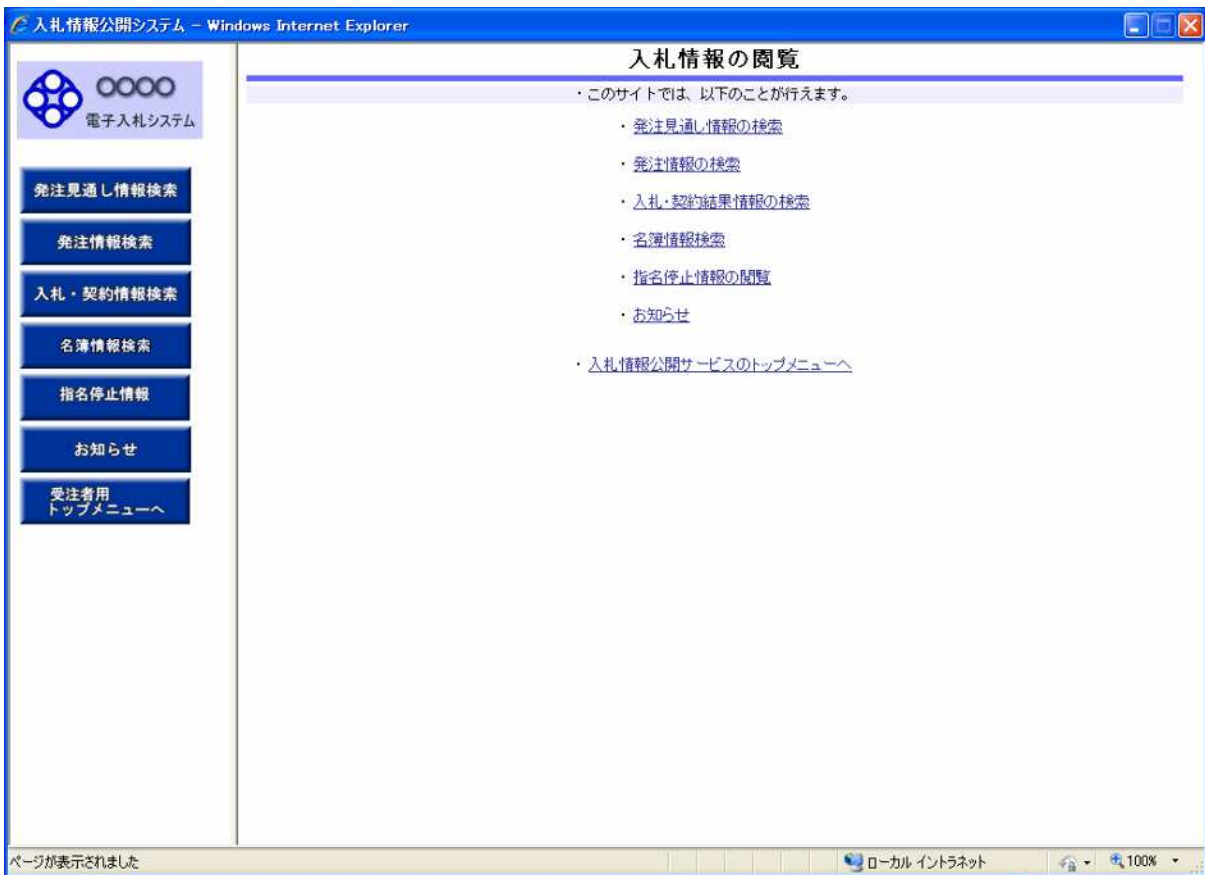 入札情報公開システム - Windows Internet Explorer
○○○○
電子入札システム
発注見通し情報検索
発注情報検索
入札・契約情報検索
名簿情報検索
指名停止情報
お知らせ
受注者用
トップメニューへ
入札情報の閲覧
・このサイトでは、以下のことが行えます。
・発注見通し情報の検索
・発注情報の検索
・入札・契約結果情報の検索
・名簿情報検索
・指名停止情報の閲覧
・お知らせ
・入札情報公開サービスのトップメニューへ
ページが表示されました
ローカル イントラネット
100%